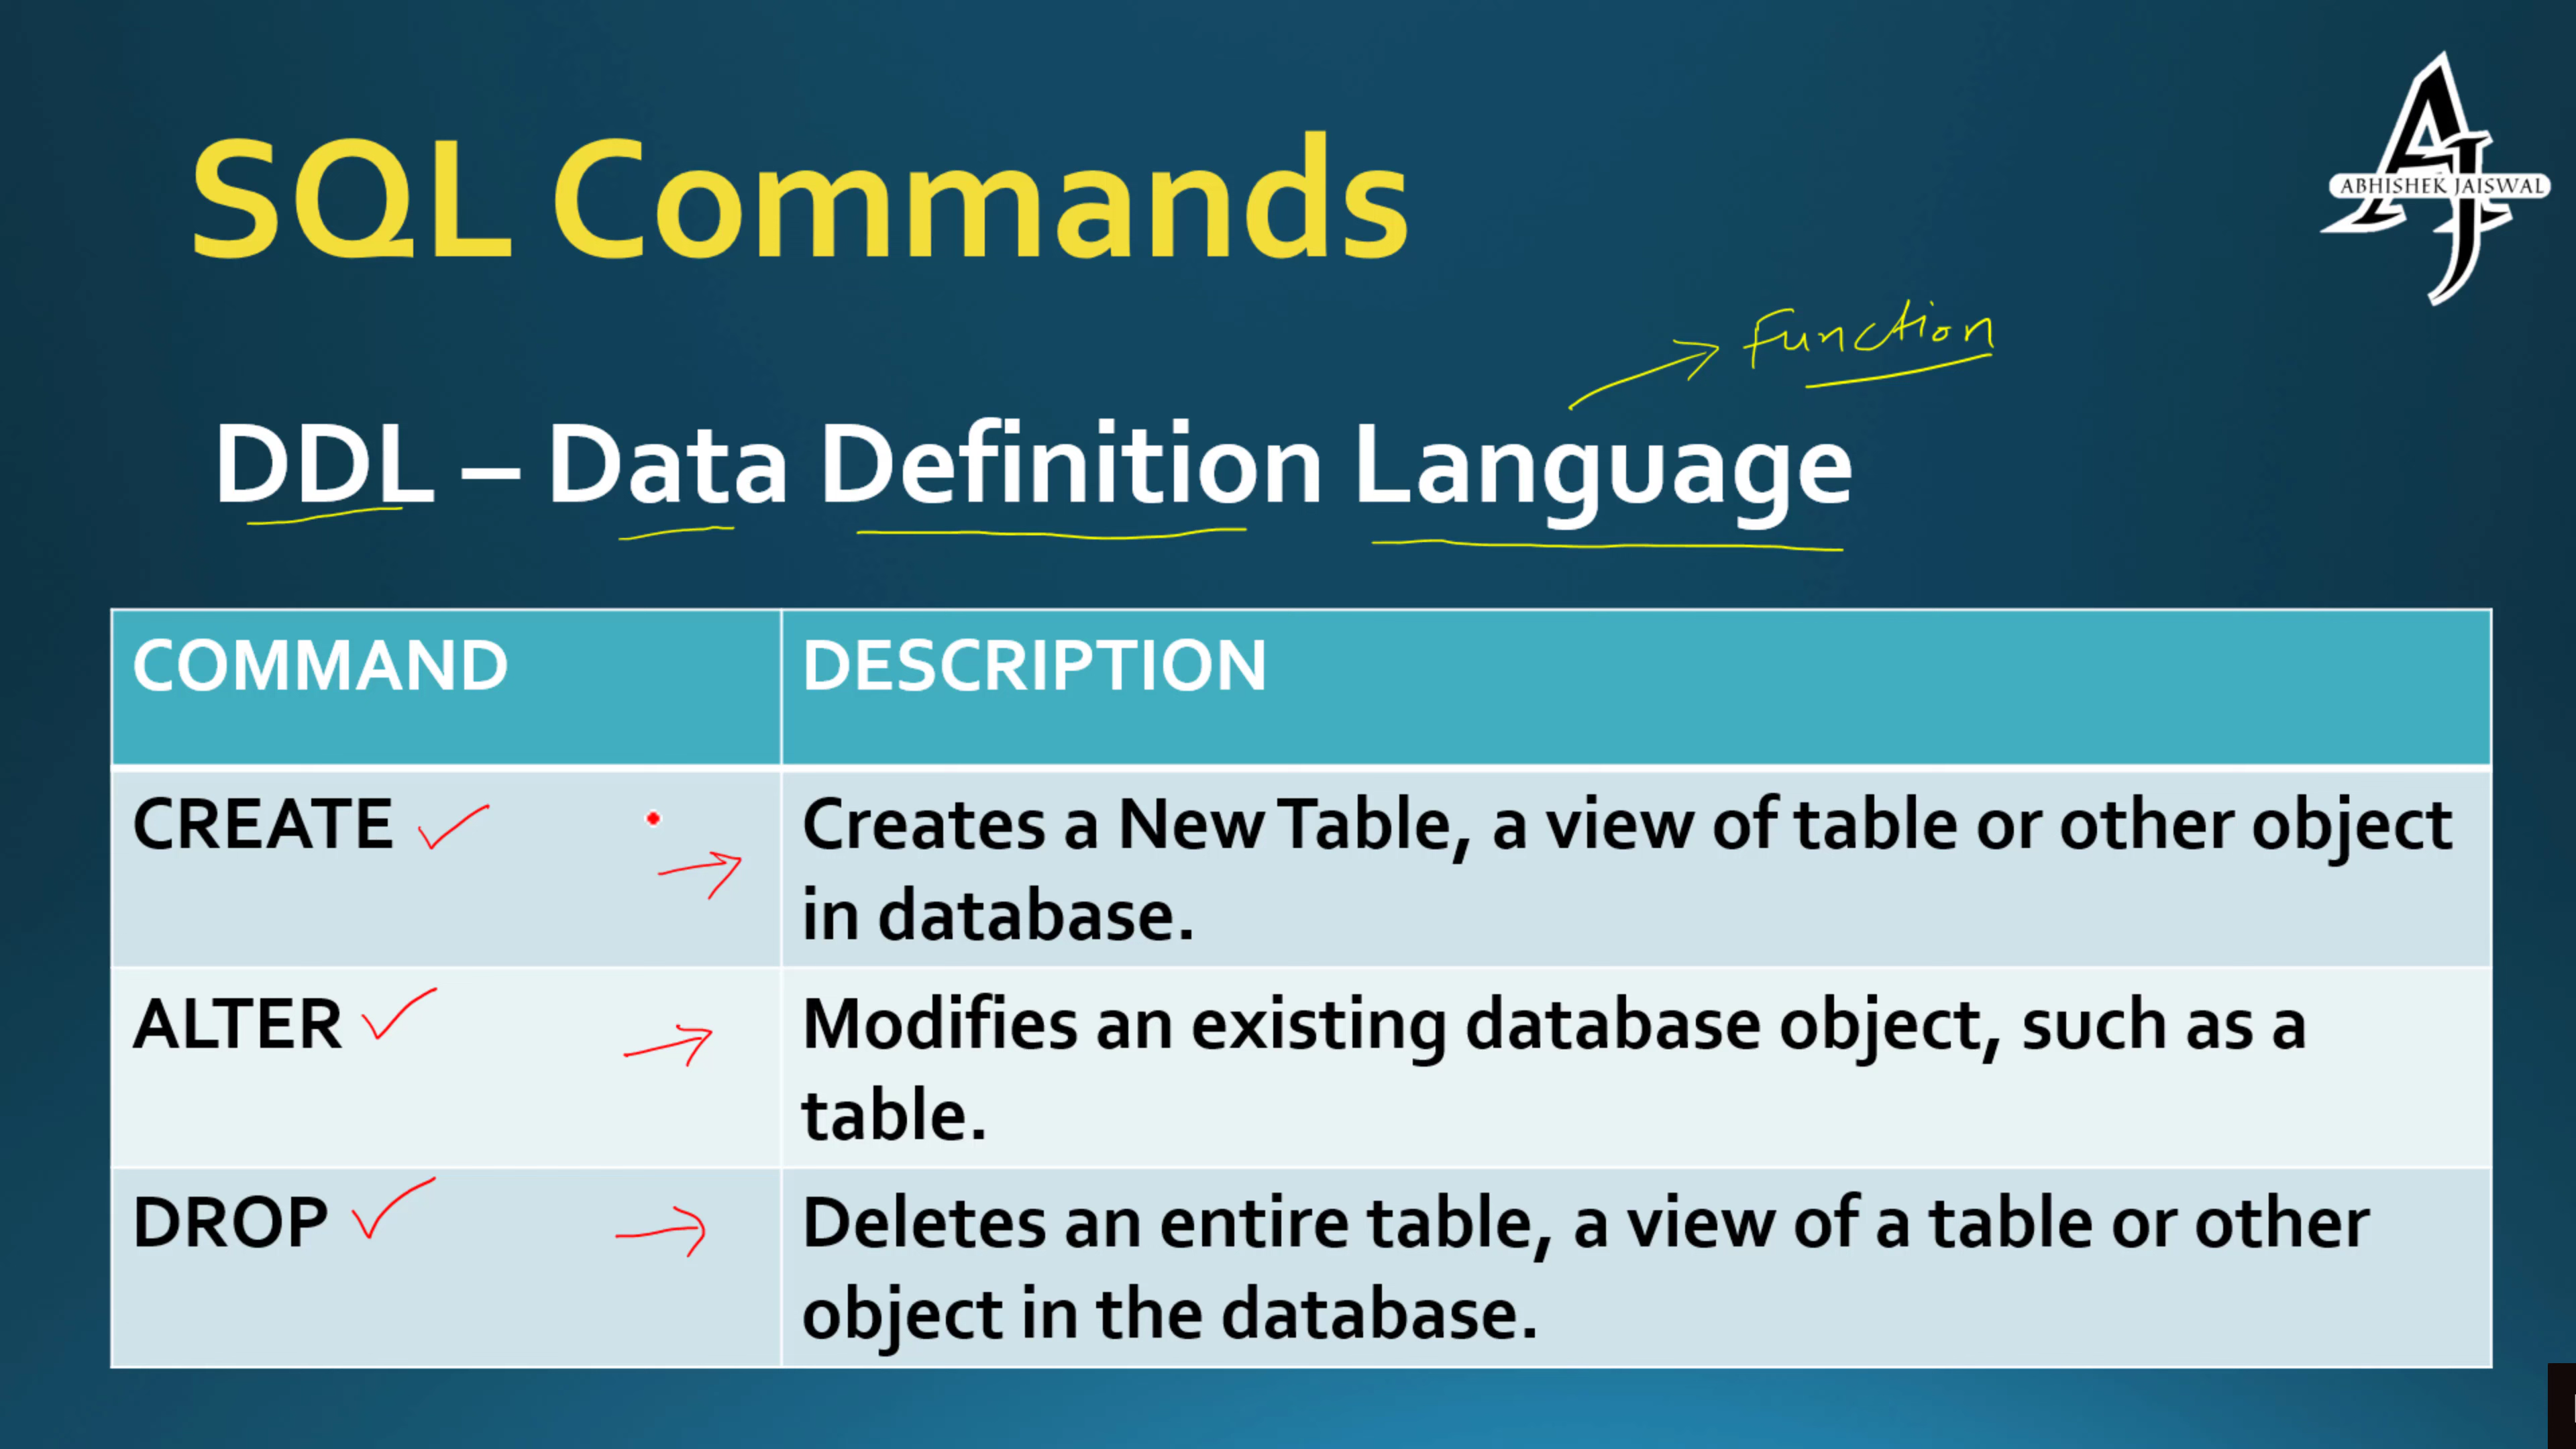 SQL Commands
ABHISHEK JAISWAL
Function
DDL – Data Definition Language
COMMAND
DESCRIPTION
CREATE
Creates a New Table, a view of table or other object
in database.
ALTER
Modifies an existing database object, such as a
table.
DROP
Deletes an entire table, a view of a table or other
object in the database.